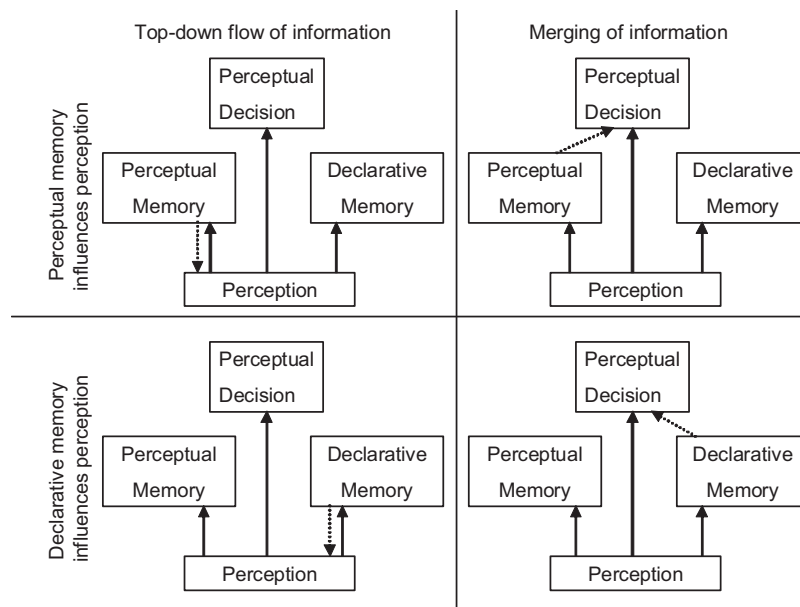 Top-down flow of information
Merging of information
Perceptual memory
influences perception
Perceptual
Decision
Perceptual
Memory
Declarative
Memory
Perception
Perceptual
Decision
Perceptual
Memory
Declarative
Memory
Perception
Declarative memory
influences perception
Perceptual
Decision
Perceptual
Memory
Declarative
Memory
Perception
Perceptual
Decision
Perceptual
Memory
Declarative
Memory
Perception